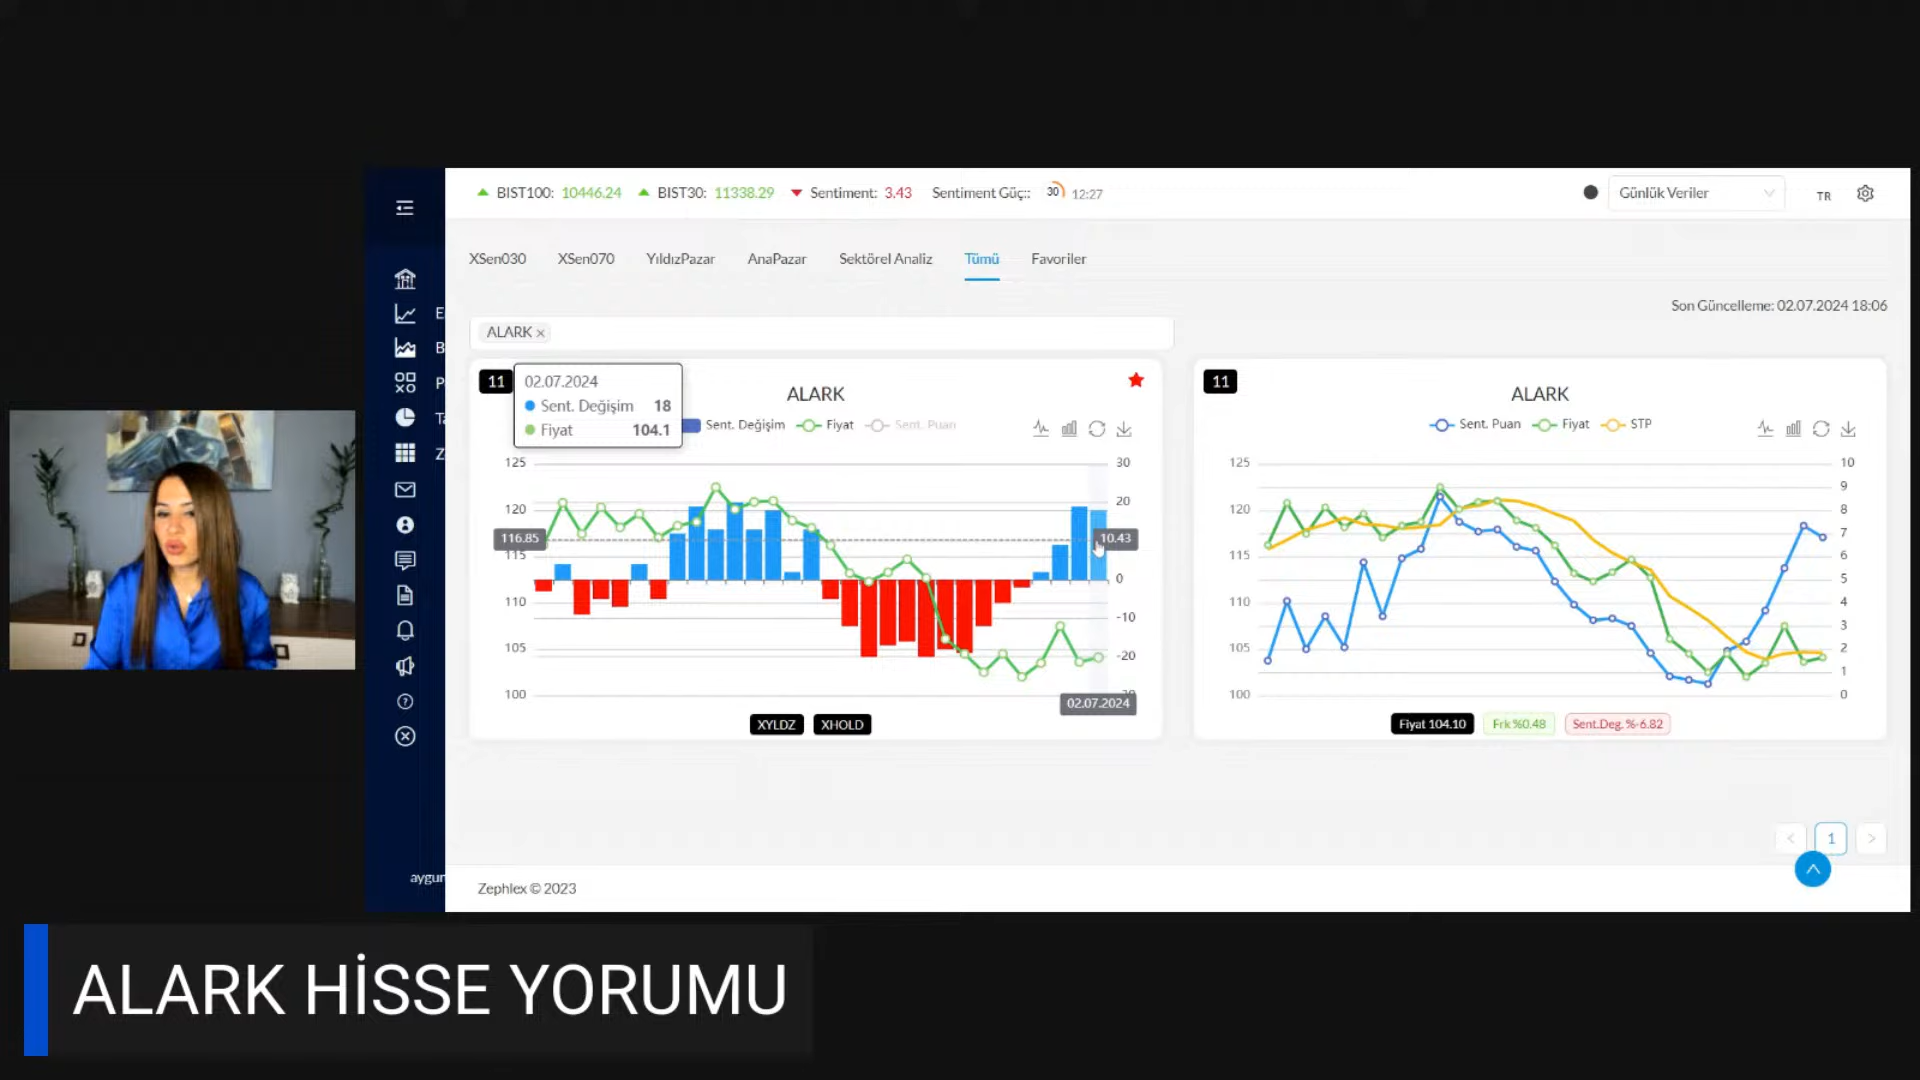 BIST100: 10446.24 BIST30: 11338.29 Sentiment: 3.43 Sentiment Güç:: 30 12:27 Günlük Veriler TR
XSen030 XSen070 YıldızPazar AnaPazar Sektörel Analiz Tümü Favoriler
Son Güncelleme: 02.07.2024 18:06
E
B
P
Ta
Z
aygun
ALARK ×
11
02.07.2024
Sent. Değişim 18
Fiyat 104.1
ALARK
Sent. Değişim Fiyat Sent. Puan
125 30
120 20
116.85 10.43
115
110 0
-10
105 -20
100
02.07.2024
XYLDZ XHOLD
11
ALARK
Sent. Puan Fiyat STP
125 10
9
120 8
7
115 6
5
110 4
3
105 2
1
100 0
Fiyat 104.10 Frk %0.48 Sent.Deg. %-6.82
< 1 >
Zephlex © 2023
ALARK HİSSE YORUMU